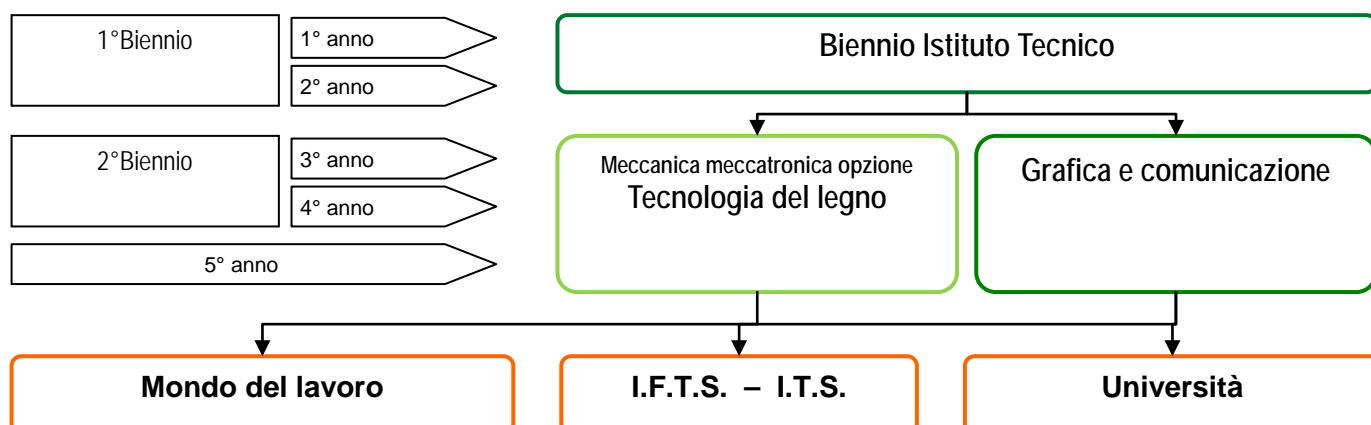 1°Biennio
1° anno
2° anno
Biennio Istituto Tecnico
2°Biennio
3° anno
4° anno
5° anno
Meccanica meccatronica opzione
Tecnologia del legno
Grafica e comunicazione
Mondo del lavoro
I.F.T.S. – I.T.S.
Università